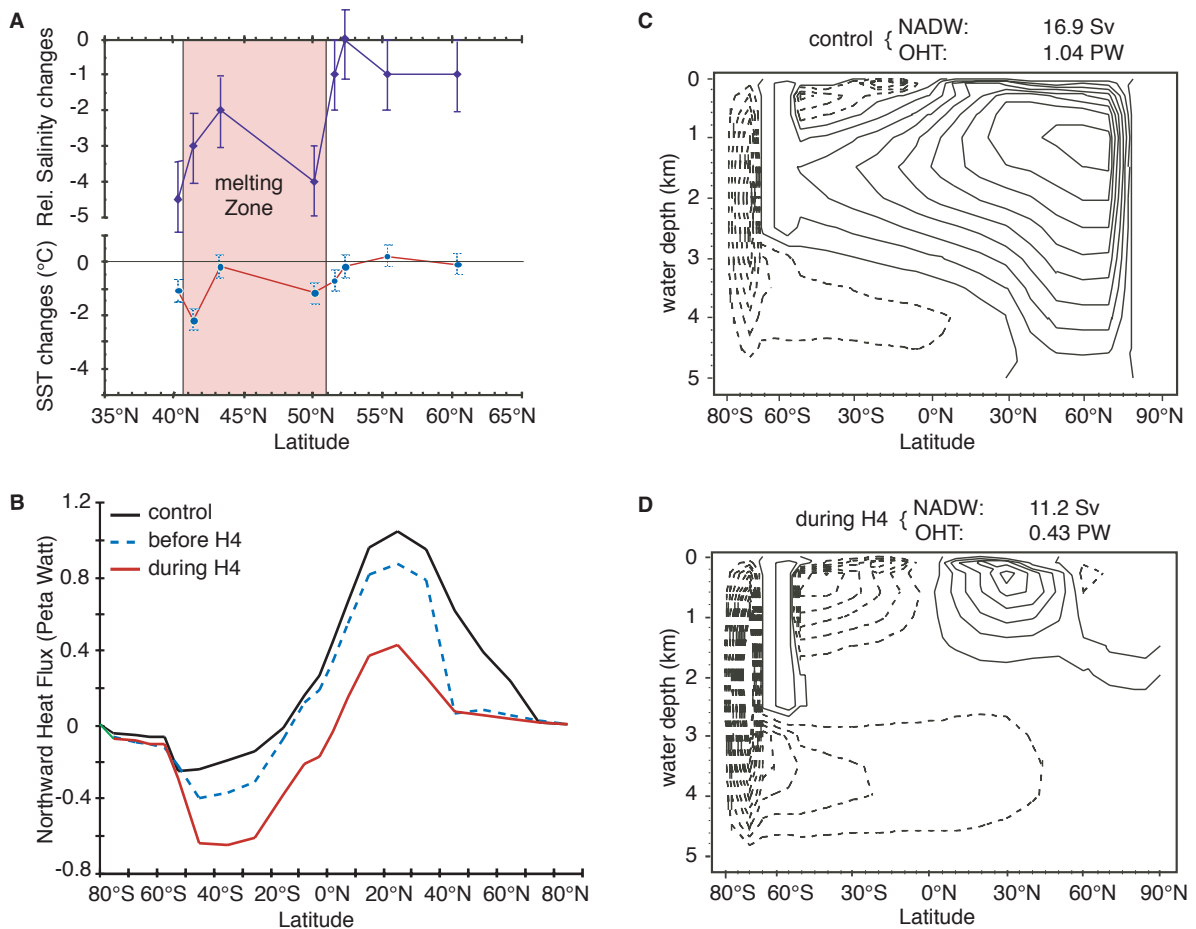 A
Rel. Salinity changes
0
-1
-2
-3
-4
-5
melting
Zone
SST changes (°C)
0
-2
-4
35°N 40°N 45°N 50°N 55°N 60°N 65°N
Latitude
B
Northward Heat Flux (Peta Watt)
1.2
0.8
0.4
0
-0.4
-0.8
control
before H4
during H4
80°S 60°S 40°S 20°S 0°N 20°N 40°N 60°N 80°N
Latitude
C
control { NADW: 16.9 Sv
OHT: 1.04 PW
water depth (km)
0
1
2
3
4
5
80°S 60°S 30°S 0°N 30°N 60°N 90°N
Latitude
D
during H4 { NADW: 11.2 Sv
OHT: 0.43 PW
water depth (km)
0
1
2
3
4
5
80°S 60°S 30°S 0°N 30°N 60°N 90°N
Latitude